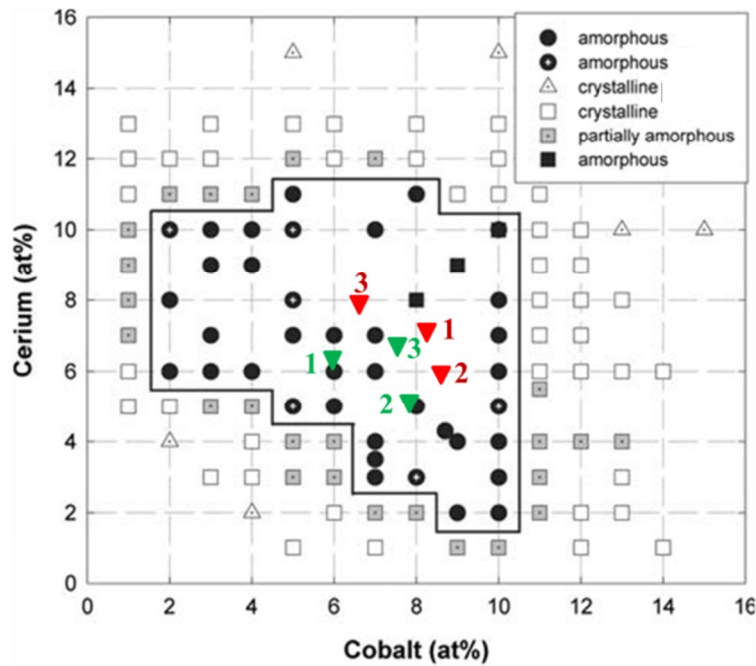 16
14
12
10
8
6
4
2
0
Cerium (at%)
amorphous
amorphous
crystalline
crystalline
partially amorphous
amorphous
3
1
1
3
2
2
0 2 4 6 8 10 12 14 16
Cobalt (at%)